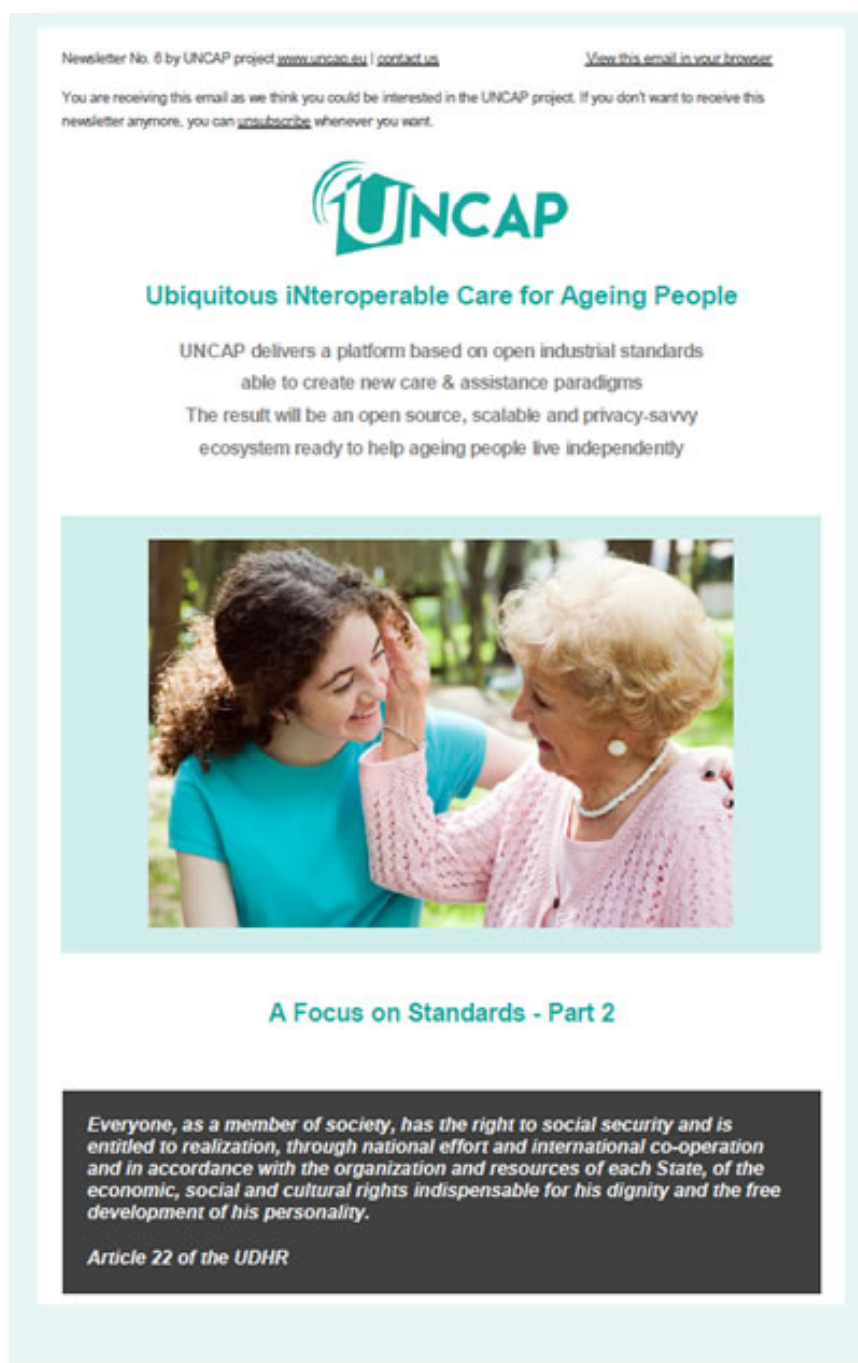 Newsletter No. 6 by UNCAP project www.uncap.eu | contact us
View this email in your browser
You are receiving this email as we think you could be interested in the UNCAP project. If you don't want to receive this
newsletter anymore, you can unsubscribe whenever you want.
UNCAP
Ubiquitous iNteroperable Care for Ageing People
UNCAP delivers a platform based on open industrial standards
able to create new care & assistance paradigms
The result will be an open source, scalable and privacy-savvy
ecosystem ready to help ageing people live independently
A Focus on Standards - Part 2
Everyone, as a member of society, has the right to social security and is
entitled to realization, through national effort and international co-operation
and in accordance with the organization and resources of each State, of the
economic, social and cultural rights indispensable for his dignity and the free
development of his personality.
Article 22 of the UDHR